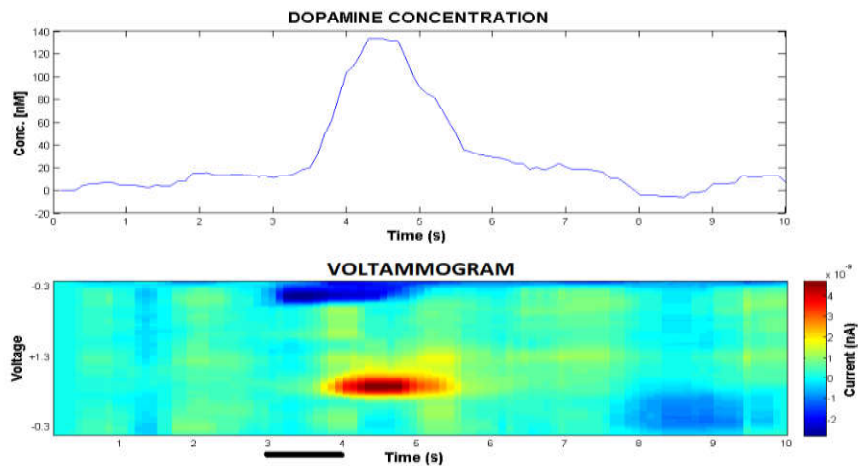 DOPAMINE CONCENTRATION
140
120
100
80
60
40
20
0
-20
Conc. [nM]
0 1 2 3 4 5 6 7 8 9 10
Time (s)
VOLTAMMOGRAM
-0.3
+1.3
-0.3
Voltage
1 2 3 4 5 6 7 8 9 10
Time (s)
x 10
4
3
2
1
0
-1
-2
Current [nA]